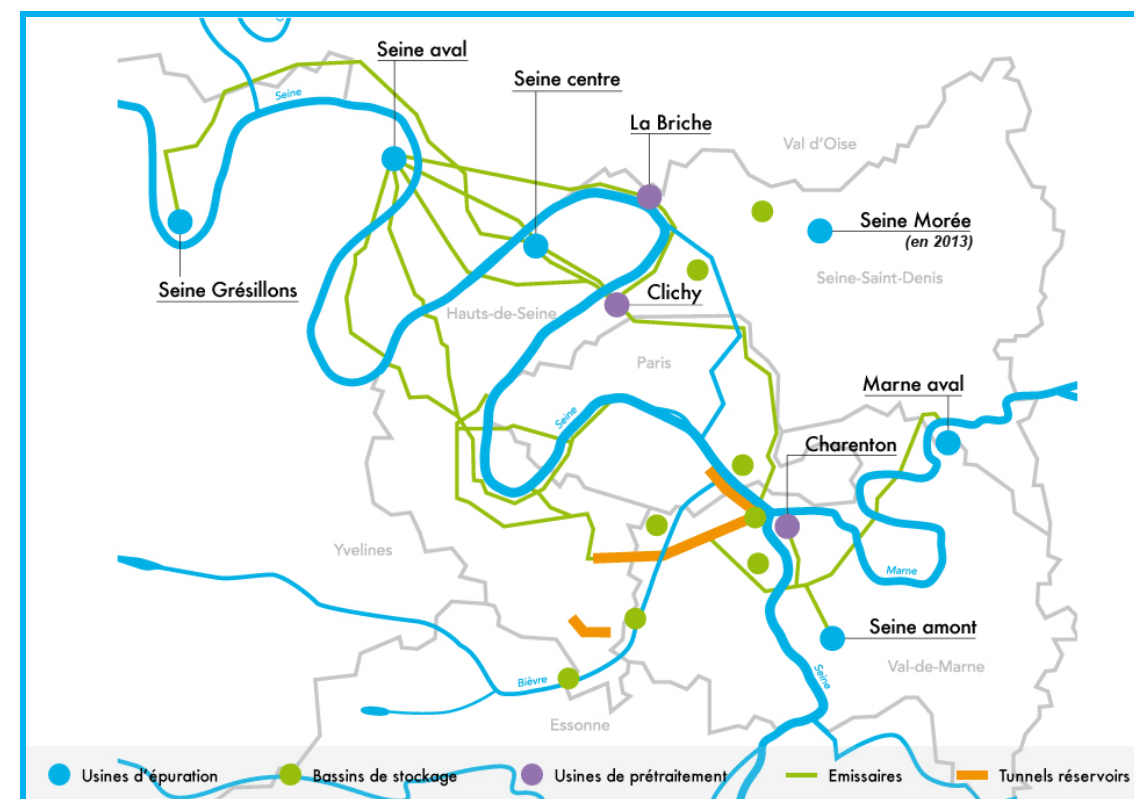 Seine aval
Seine centre
La Briche
Val d'Oise
Seine
Seine Morée
(en 2013)
Seine-Saint-Denis
Seine Grésillons
Clichy
Hauts-de-Seine
Paris
Marne aval
Seine
Charenton
Yvelines
Marne
Seine amont
Val-de-Marne
Seine
Bièvre
Essonne
Usines d'épuration
Bassins de stockage
Usines de prétraitement
Emissaires
Tunnels réservoirs